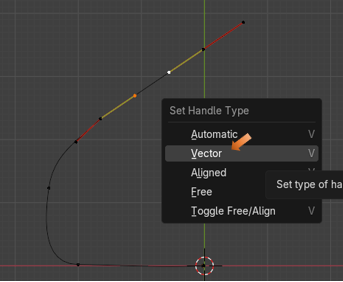 Set Handle Type
Automatic V
Vector V
Aligned V
Free V
Toggle Free/Align V
Set type of ha